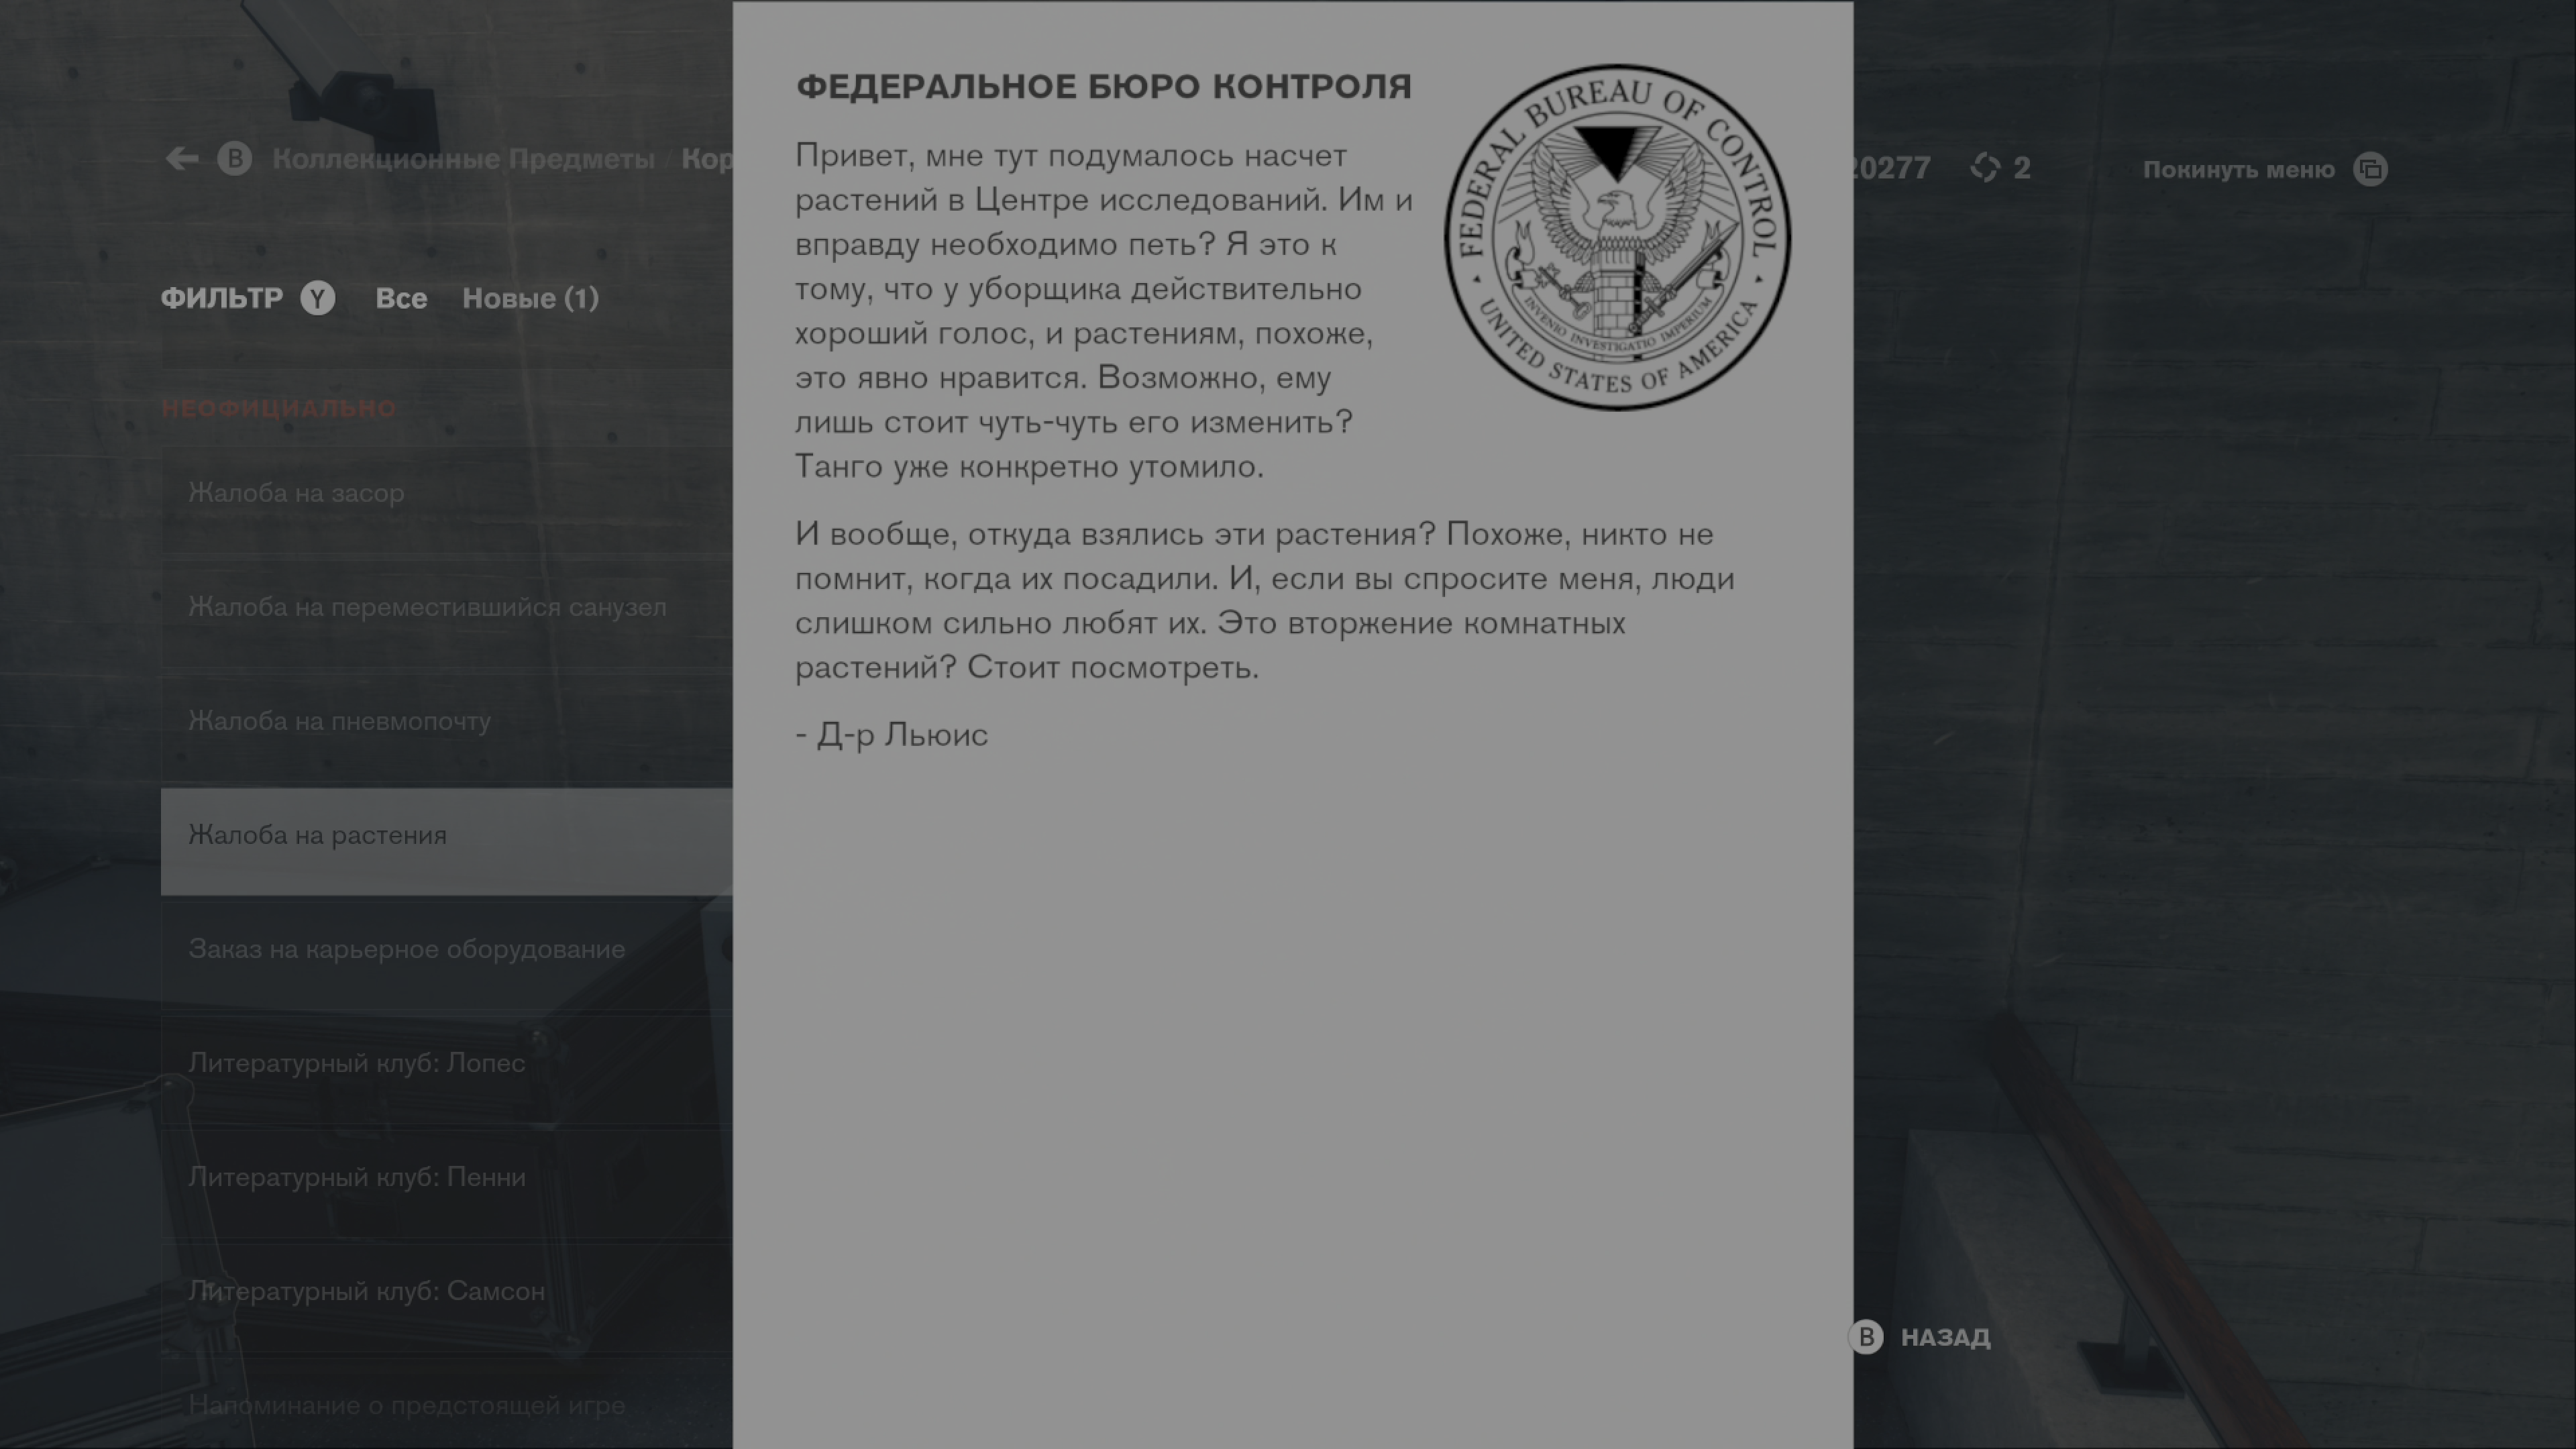 ← B Коллекционные Предметы / Кор
20277 2
Покинуть меню
ФИЛЬТР Y Все Новые (1)
НЕОФИЦИАЛЬНО
Жалоба на засор
Жалоба на переместившийся санузел
Жалоба на пневмопочту
Жалоба на растения
Заказ на карьерное оборудование
Литературный клуб: Лопес
Литературный клуб: Пенни
Литературный клуб: Самсон
Напоминание о предстоящей игре
ФЕДЕРАЛЬНОЕ БЮРО КОНТРОЛЯ
Привет, мне тут подумалось насчет
растений в Центре исследований. Им и
вправду необходимо петь? Я это к
тому, что у уборщика действительно
хороший голос, и растениям, похоже,
это явно нравится. Возможно, ему
лишь стоит чуть-чуть его изменить?
Танго уже конкретно утомило.
И вообще, откуда взялись эти растения? Похоже, никто не
помнит, когда их посадили. И, если вы спросите меня, люди
слишком сильно любят их. Это вторжение комнатных
растений? Стоит посмотреть.
- Д-р Льюис
FEDERAL BUREAU OF CONTROL
UNITED STATES OF AMERICA
INVENIO INVESTIGATIO IMPERIUM
B НАЗАД